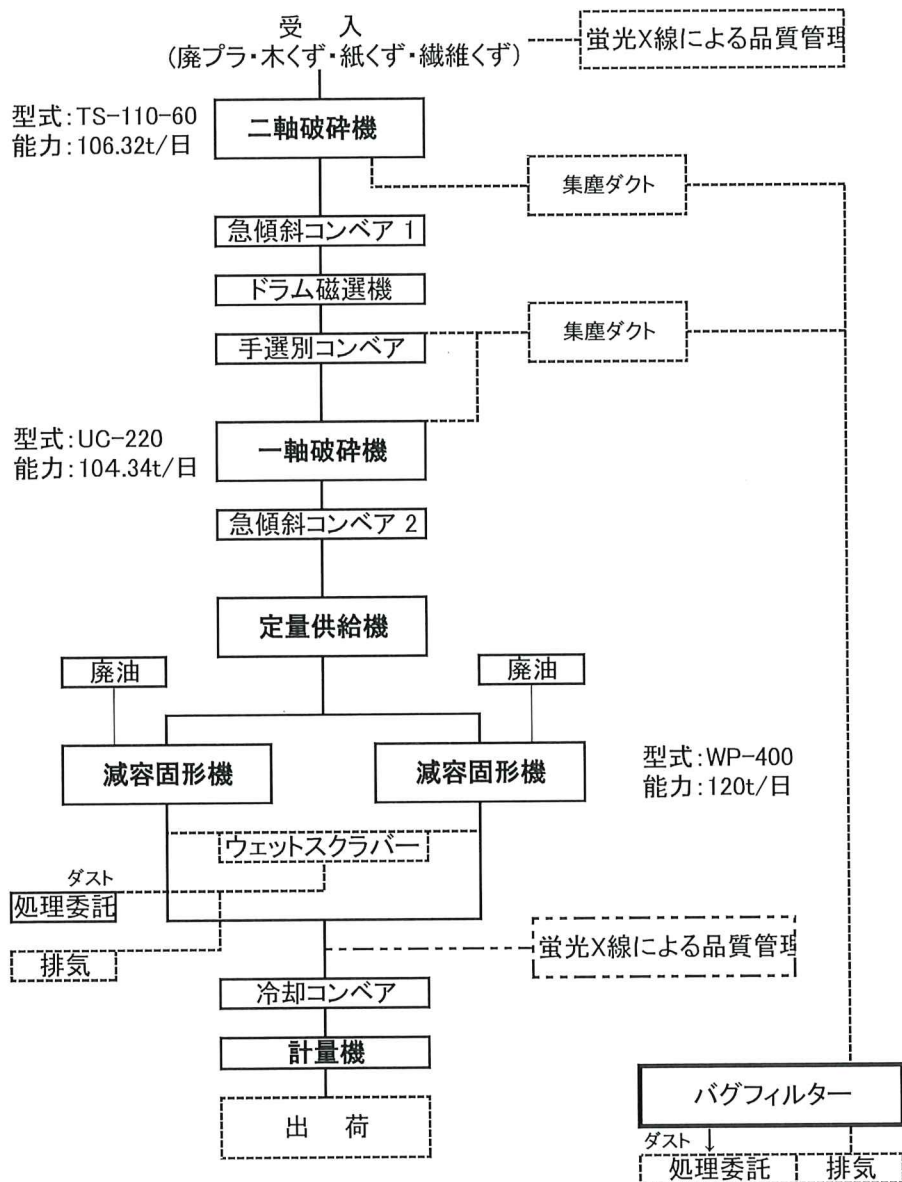 受　入
(廃プラ・木くず・紙くず・繊維くず)
蛍光X線による品質管理
型式:TS-110-60
能力:106.32t/日
二軸破砕機
集塵ダクト
急傾斜コンベア 1
ドラム磁選機
手選別コンベア
集塵ダクト
型式:UC-220
能力:104.34t/日
一軸破砕機
急傾斜コンベア 2
定量供給機
廃油
廃油
減容固形機
減容固形機
型式:WP-400
能力:120t/日
ウェットスクラバー
ダスト
処理委託
排気
蛍光X線による品質管理
冷却コンベア
計量機
出　荷
バグフィルター
ダスト ↓
処理委託
排気